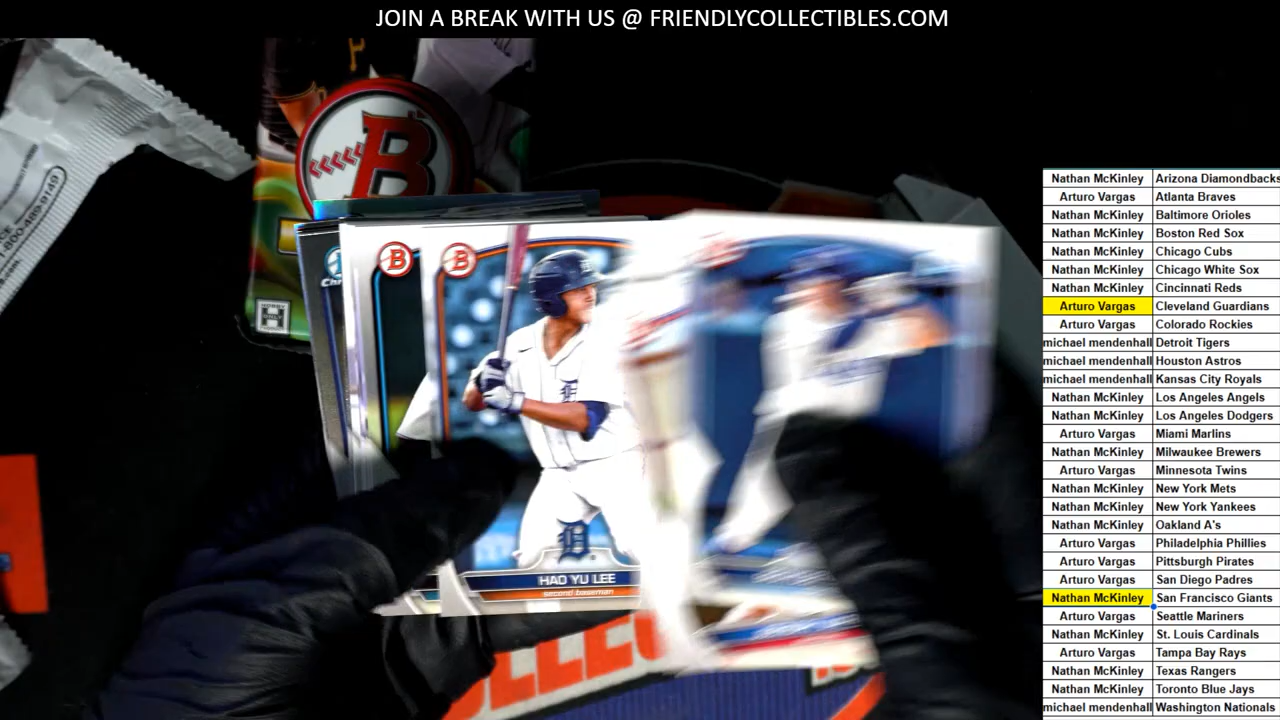 JOIN A BREAK WITH US @ FRIENDLYCOLLECTIBLES.COM
1-800-489-9149
B
HOBBY
B
B
HAO YU LEE
second baseman
Nathan McKinley Arizona Diamondbacks
Arturo Vargas Atlanta Braves
Nathan McKinley Baltimore Orioles
Nathan McKinley Boston Red Sox
Nathan McKinley Chicago Cubs
Nathan McKinley Chicago White Sox
Nathan McKinley Cincinnati Reds
Arturo Vargas Cleveland Guardians
Arturo Vargas Colorado Rockies
michael mendenhall Detroit Tigers
michael mendenhall Houston Astros
michael mendenhall Kansas City Royals
Nathan McKinley Los Angeles Angels
Nathan McKinley Los Angeles Dodgers
Arturo Vargas Miami Marlins
Nathan McKinley Milwaukee Brewers
Arturo Vargas Minnesota Twins
Nathan McKinley New York Mets
Nathan McKinley New York Yankees
Nathan McKinley Oakland A's
Arturo Vargas Philadelphia Phillies
Arturo Vargas Pittsburgh Pirates
Arturo Vargas San Diego Padres
Nathan McKinley San Francisco Giants
Arturo Vargas Seattle Mariners
Nathan McKinley St. Louis Cardinals
Arturo Vargas Tampa Bay Rays
Nathan McKinley Texas Rangers
Nathan McKinley Toronto Blue Jays
michael mendenhall Washington Nationals